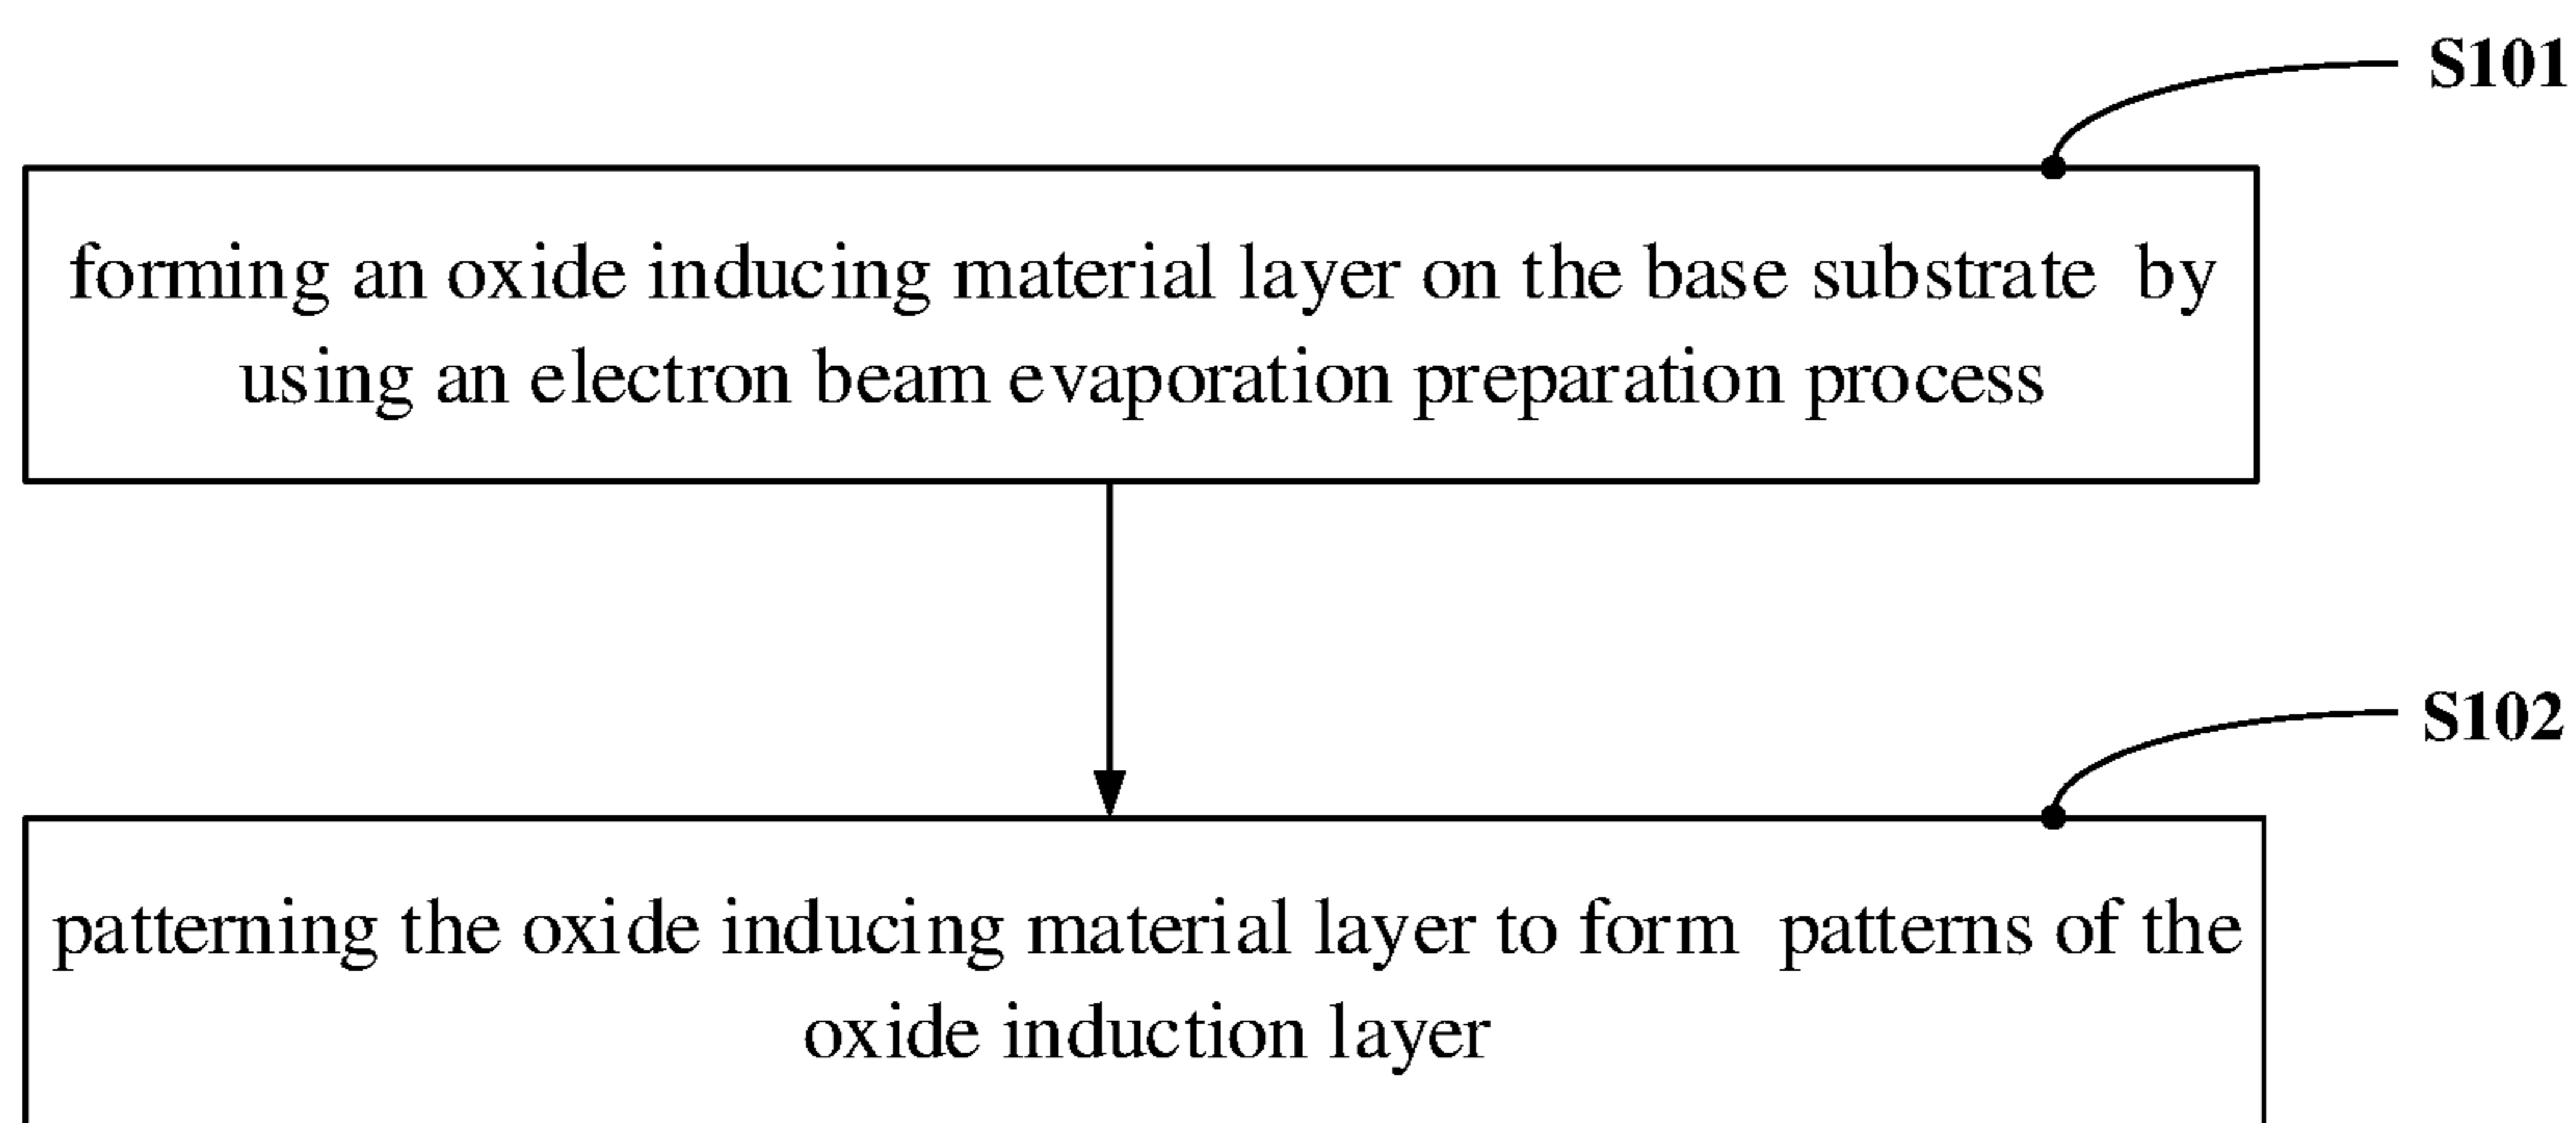 S101
forming an oxide inducing material layer on the base substrate by
using an electron beam evaporation preparation process
S102
patterning the oxide inducing material layer to form patterns of the
oxide induction layer